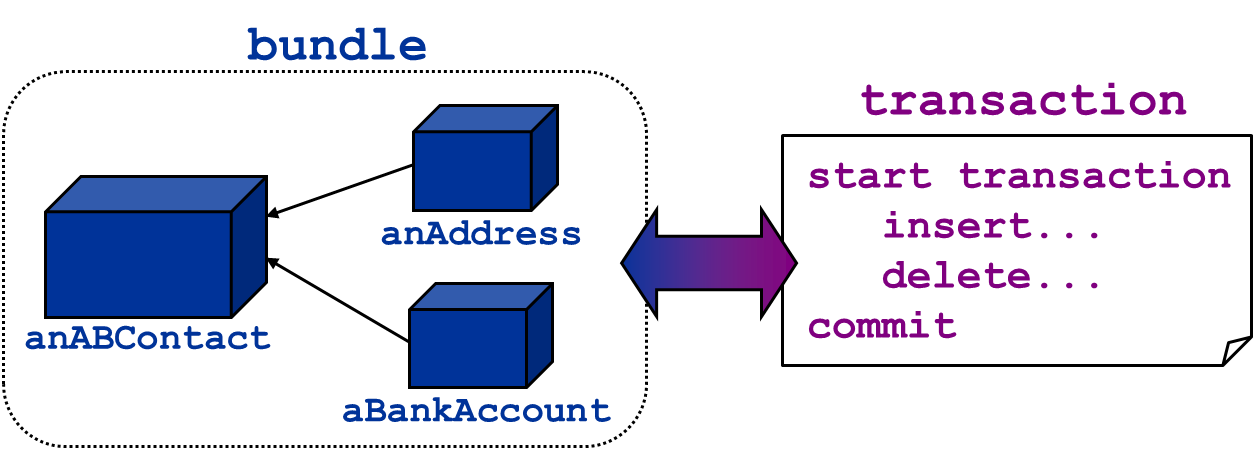 bundle
anAddress
anABContact
aBankAccount
transaction
start transaction
insert...
delete...
commit